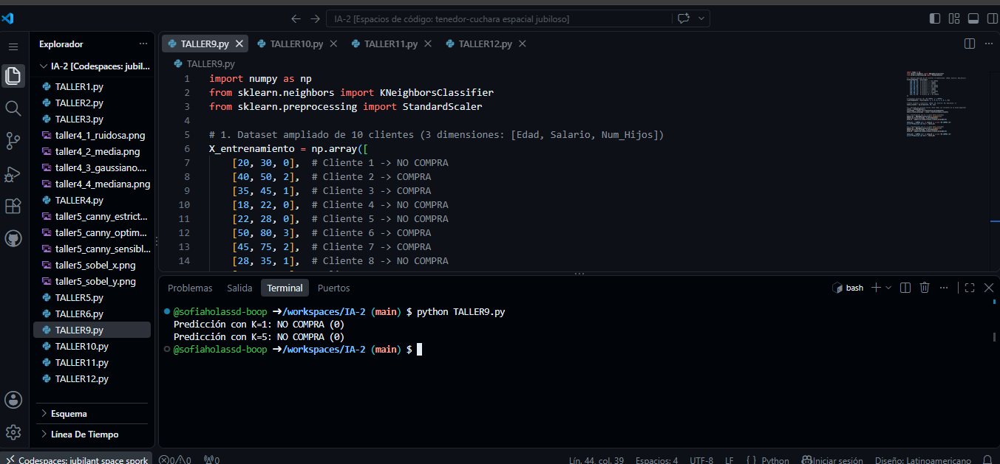 IA-2 [Espacios de código: tenedor-cuchara espacial jubiloso]
Explorador
IA-2 [Codespaces: jubil...
TALLER1.py
TALLER2.py
TALLER3.py
taller4_1_ruidosa.png
taller4_2_media.png
taller4_3_gaussiano....
taller4_4_mediana.png
TALLER4.py
taller5_canny_estrict...
taller5_canny_optim...
taller5_canny_sensibl...
taller5_sobel_x.png
taller5_sobel_y.png
TALLER5.py
TALLER6.py
TALLER9.py
TALLER10.py
TALLER11.py
TALLER12.py
Esquema
Línea De Tiempo
TALLER9.py TALLER10.py TALLER11.py TALLER12.py
TALLER9.py
1 import numpy as np
2 from sklearn.neighbors import KNeighborsClassifier
3 from sklearn.preprocessing import StandardScaler
4
5 # 1. Dataset ampliado de 10 clientes (3 dimensiones: [Edad, Salario, Num_Hijos])
6 X_entrenamiento = np.array([
7 [20, 30, 0], # Cliente 1 -> NO COMPRA
8 [40, 50, 2], # Cliente 2 -> COMPRA
9 [35, 45, 1], # Cliente 3 -> COMPRA
10 [18, 22, 0], # Cliente 4 -> NO COMPRA
11 [22, 28, 0], # Cliente 5 -> NO COMPRA
12 [50, 80, 3], # Cliente 6 -> COMPRA
13 [45, 75, 2], # Cliente 7 -> COMPRA
14 [28, 35, 1], # Cliente 8 -> NO COMPRA
Problemas Salida Terminal Puertos
bash
@sofiaholassd-boop ➜/workspaces/IA-2 (main) $ python TALLER9.py
Predicción con K=1: NO COMPRA (0)
Predicción con K=5: NO COMPRA (0)
@sofiaholassd-boop ➜/workspaces/IA-2 (main) $
Codespaces: jubilant space spork 0 0 0 Lín. 44, col. 39 Espacios: 4 UTF-8 LF { } Python Iniciar sesión Diseño: Latinoamericano